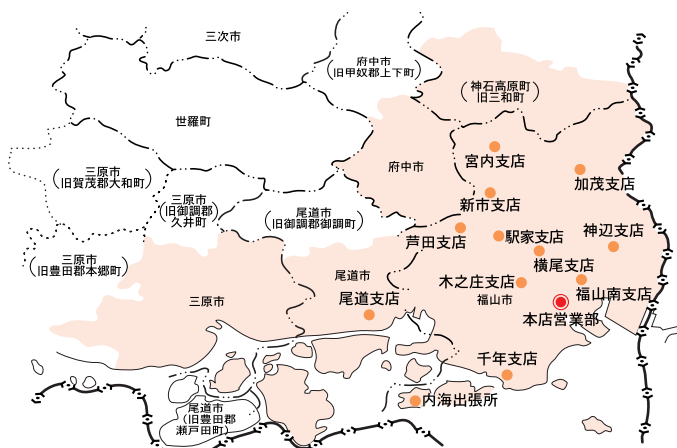 三次市
府中市
(旧甲奴郡上下町)
(神石高原町
旧三和町)
世羅町
宮内支店
府中市
加茂支店
三原市
(旧賀茂郡大和町)
新市支店
三原市
(旧御調郡
久井町)
尾道市
(旧御調郡御調町)
芦田支店
駅家支店
神辺支店
三原市
(旧豊田郡本郷町)
横尾支店
尾道市
木之庄支店
福山南支店
三原市
尾道支店
福山市
本店営業部
千年支店
内海出張所
尾道市
(旧豊田郡
瀬戸田町)